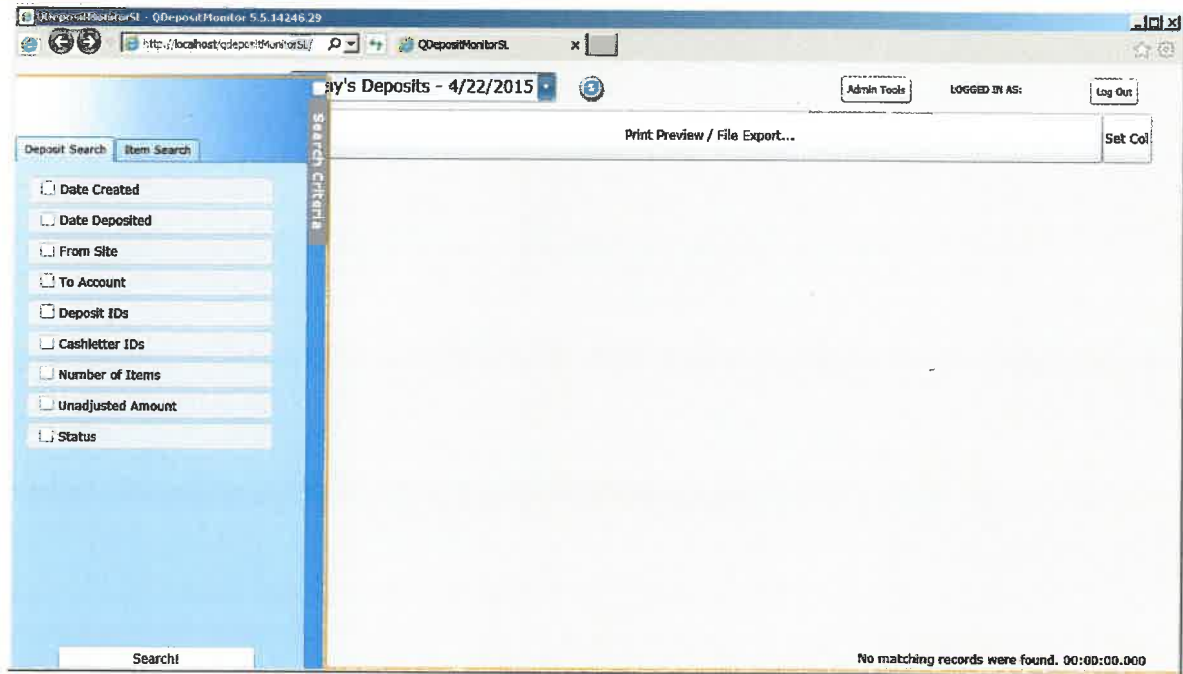 QDepositMonitorSL - QDepositMonitor 5.5.14246.29
http://localhost/qdepositMonitorSL/
QDepositMonitorSL
x
ay's Deposits - 4/22/2015
Admin Tools
LOGGED IN AS:
Log Out
Print Preview / File Export...
Set Col
Search Criteria
Deposit Search
Item Search
Date Created
Date Deposited
From Site
To Account
Deposit IDs
Cashletter IDs
Number of Items
Unadjusted Amount
Status
Search!
No matching records were found. 00:00:00.000